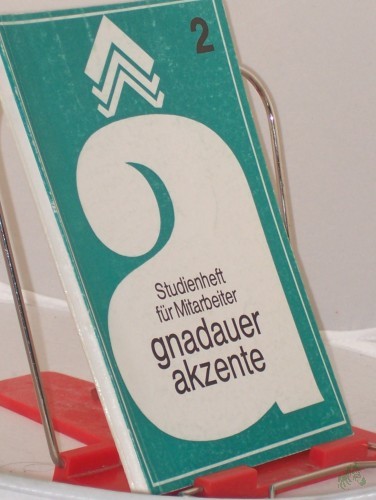 2
a
Studienheft
für Mitarbeiter
gnadauer
akzente